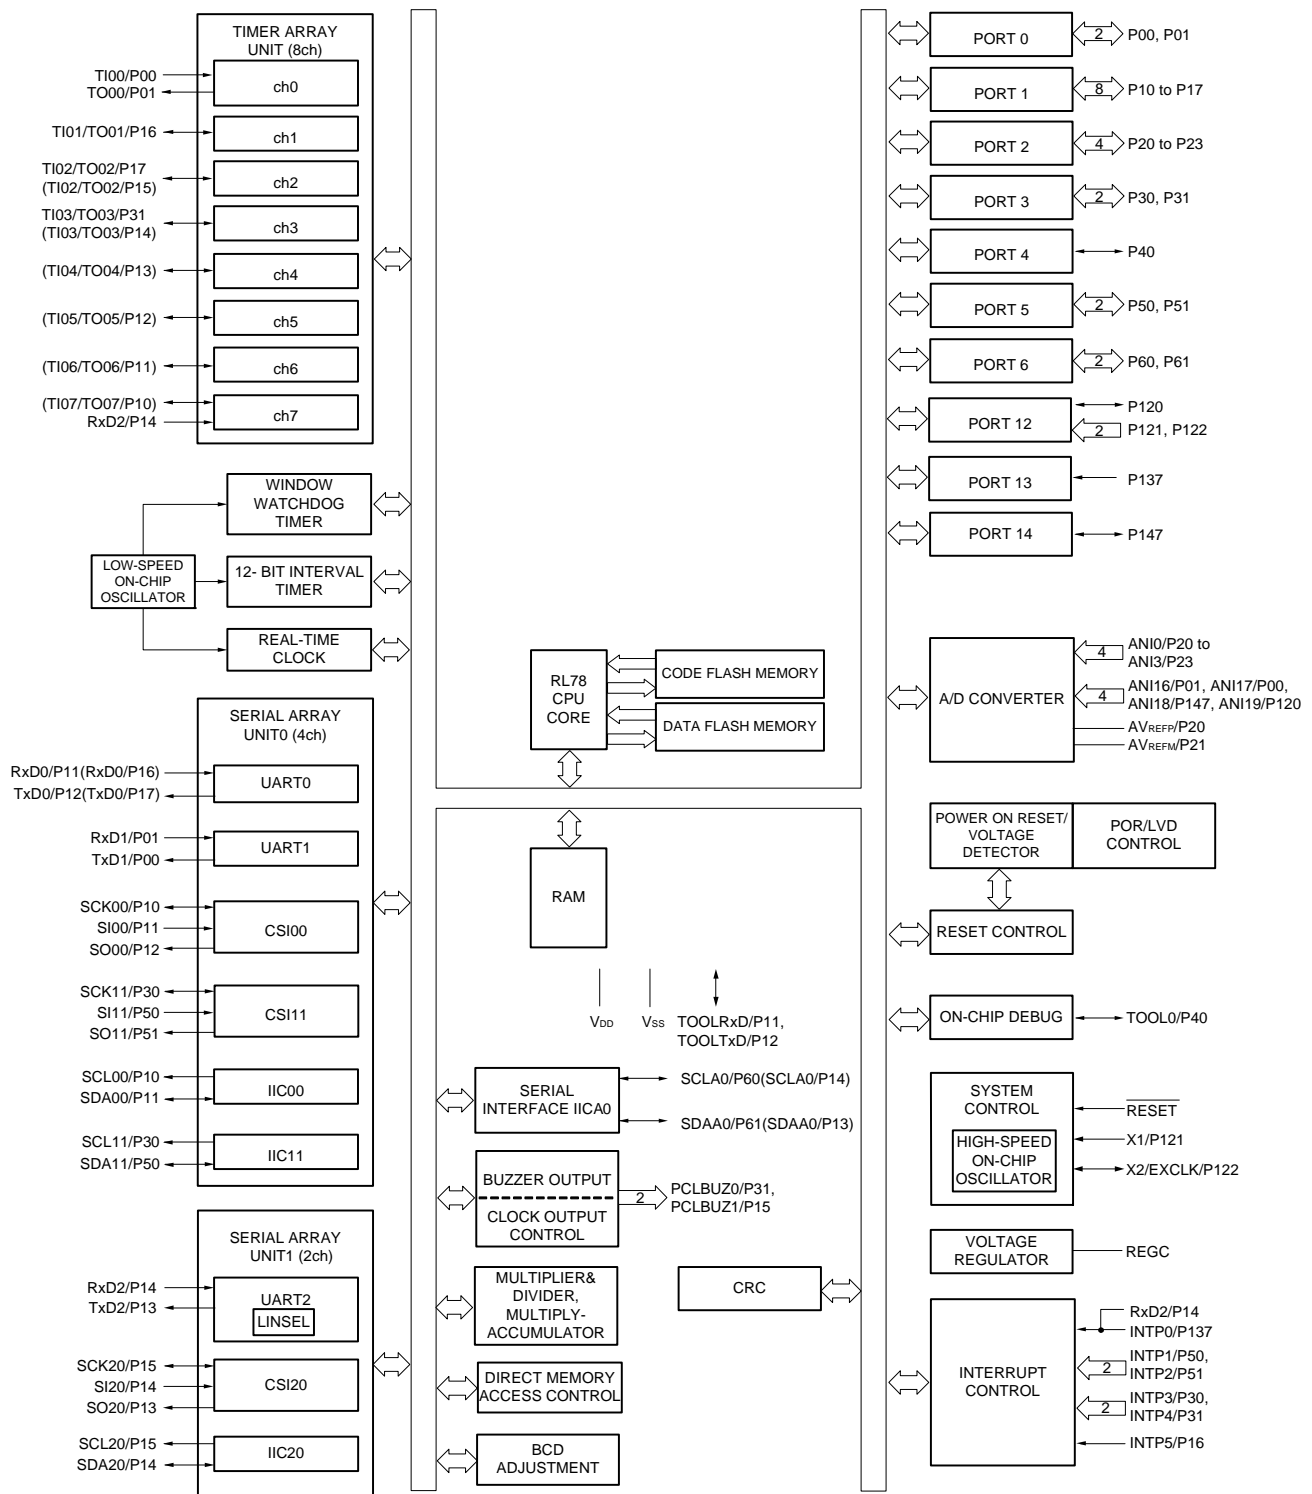 TIMER ARRAY
UNIT (8ch)
TI00/P00
TO00/P01
ch0
TI01/TO01/P16
ch1
TI02/TO02/P17
(TI02/TO02/P15)
ch2
TI03/TO03/P31
(TI03/TO03/P14)
ch3
(TI04/TO04/P13)
ch4
(TI05/TO05/P12)
ch5
(TI06/TO06/P11)
ch6
(TI07/TO07/P10)
RxD2/P14
ch7
WINDOW
WATCHDOG
TIMER
LOW-SPEED
ON-CHIP
OSCILLATOR
12- BIT INTERVAL
TIMER
REAL-TIME
CLOCK
SERIAL ARRAY
UNIT0 (4ch)
RxD0/P11(RxD0/P16)
TxD0/P12(TxD0/P17)
UART0
RxD1/P01
TxD1/P00
UART1
SCK00/P10
SI00/P11
SO00/P12
CSI00
SCK11/P30
SI11/P50
SO11/P51
CSI11
SCL00/P10
SDA00/P11
IIC00
SCL11/P30
SDA11/P50
IIC11
SERIAL ARRAY
UNIT1 (2ch)
RxD2/P14
TxD2/P13
UART2
LINSEL
SCK20/P15
SI20/P14
SO20/P13
CSI20
SCL20/P15
SDA20/P14
IIC20
RL78
CPU
CORE
CODE FLASH MEMORY
DATA FLASH MEMORY
RAM
VDD
VSS
TOOLRxD/P11,
TOOLTxD/P12
SERIAL
INTERFACE IICA0
SCLA0/P60(SCLA0/P14)
SDAA0/P61(SDAA0/P13)
BUZZER OUTPUT
CLOCK OUTPUT
CONTROL
2
PCLBUZ0/P31,
PCLBUZ1/P15
MULTIPLIER&
DIVIDER,
MULTIPLY-
ACCUMULATOR
CRC
DIRECT MEMORY
ACCESS CONTROL
BCD
ADJUSTMENT
PORT 0
2
P00, P01
PORT 1
8
P10 to P17
PORT 2
4
P20 to P23
PORT 3
2
P30, P31
PORT 4
P40
PORT 5
2
P50, P51
PORT 6
2
P60, P61
PORT 12
P120
2
P121, P122
PORT 13
P137
PORT 14
P147
A/D CONVERTER
4
ANI0/P20 to
ANI3/P23
4
ANI16/P01, ANI17/P00,
ANI18/P147, ANI19/P120
AVREFP/P20
AVREFM/P21
POWER ON RESET/
VOLTAGE
DETECTOR
POR/LVD
CONTROL
RESET CONTROL
ON-CHIP DEBUG
TOOL0/P40
SYSTEM
CONTROL
HIGH-SPEED
ON-CHIP
OSCILLATOR
RESET
X1/P121
X2/EXCLK/P122
VOLTAGE
REGULATOR
REGC
INTERRUPT
CONTROL
RxD2/P14
INTP0/P137
2
INTP1/P50,
INTP2/P51
2
INTP3/P30,
INTP4/P31
INTP5/P16